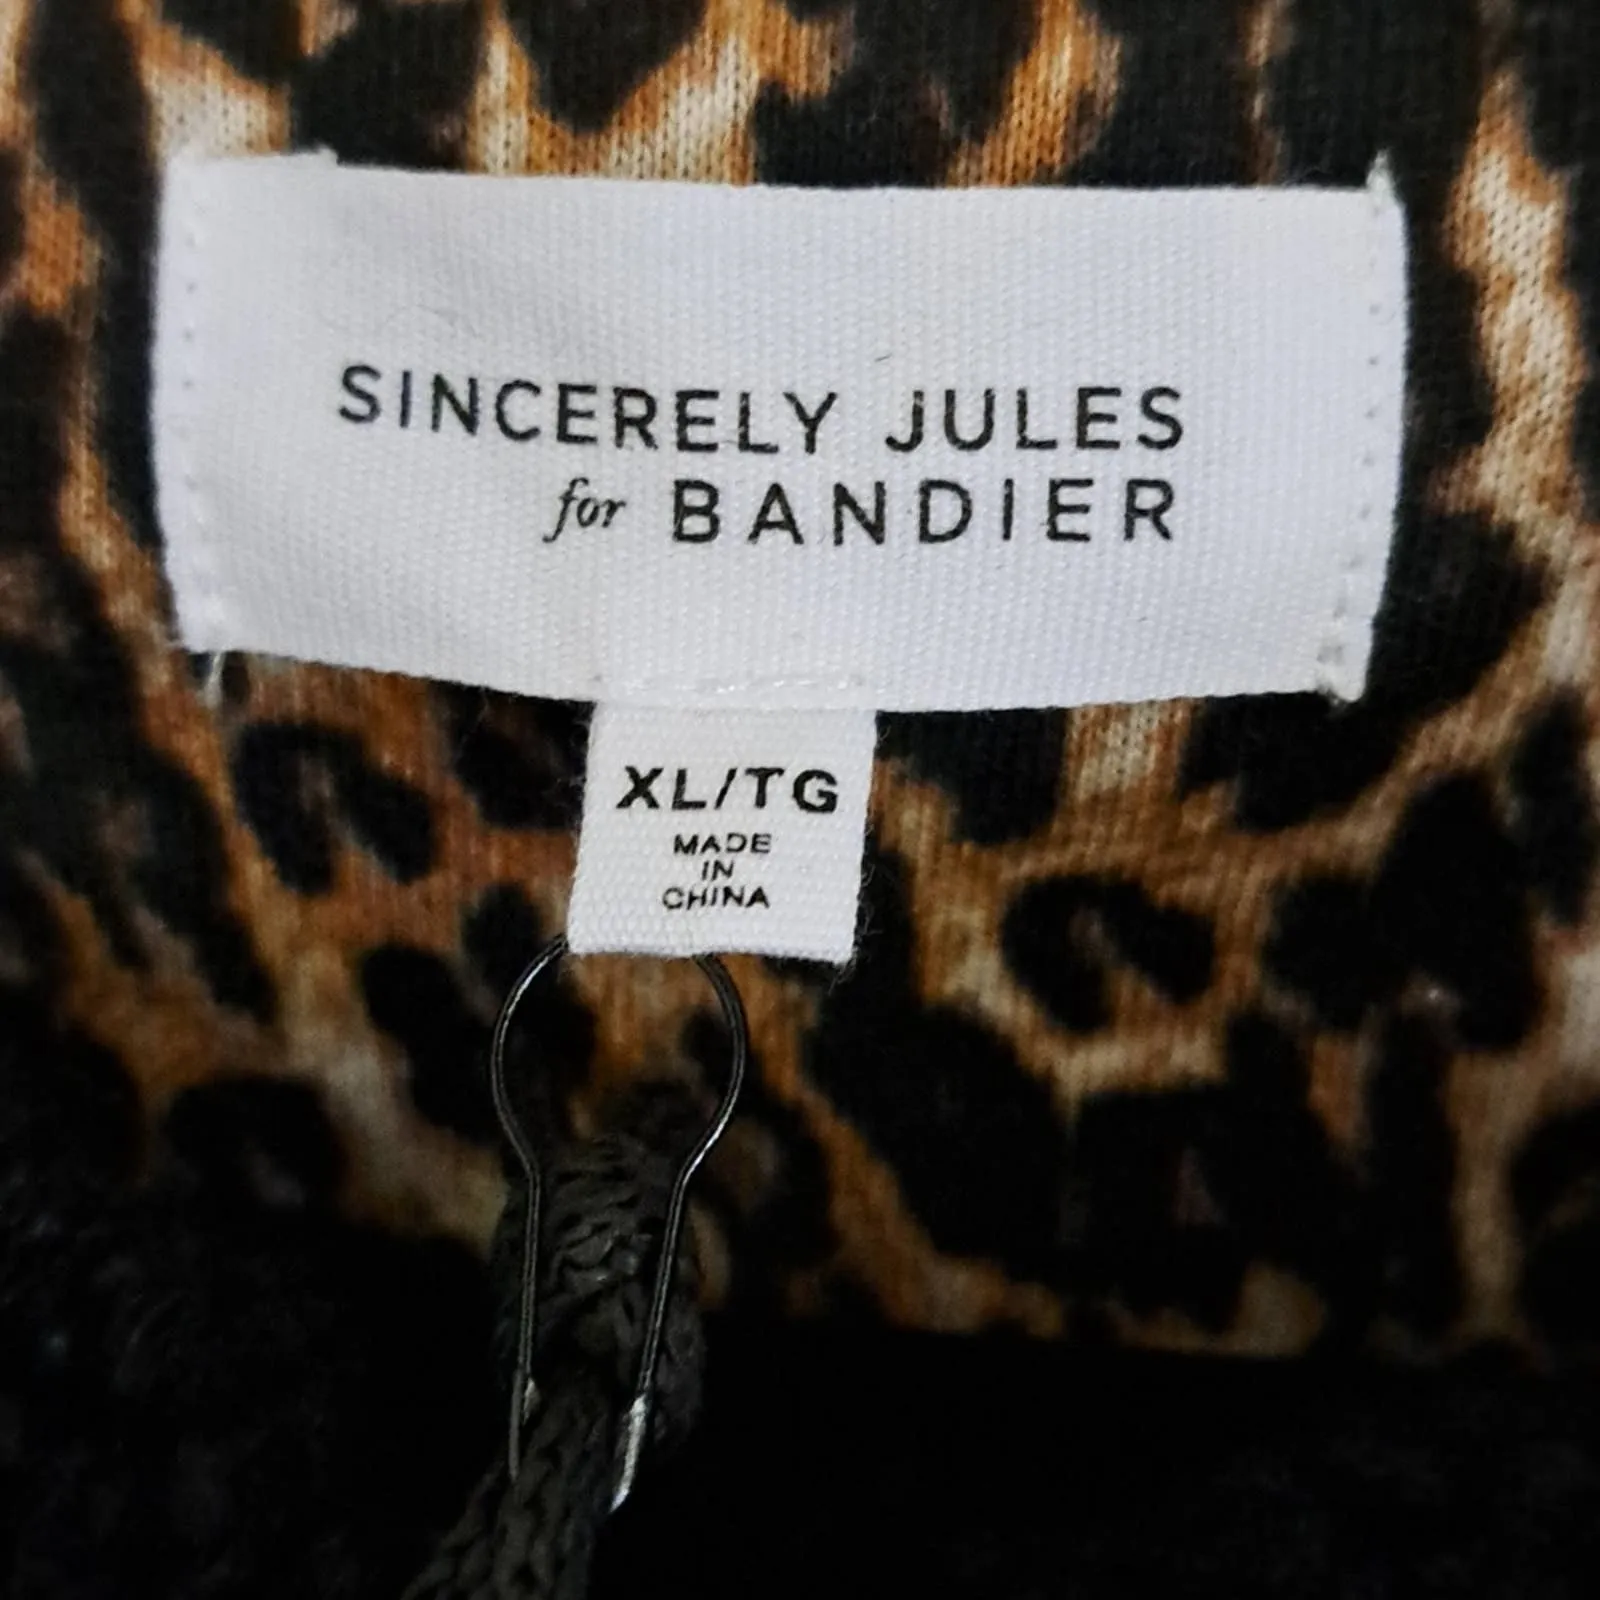 SINCERELY JULES
for BANDIER
XL/TG
MADE
IN
CHINA